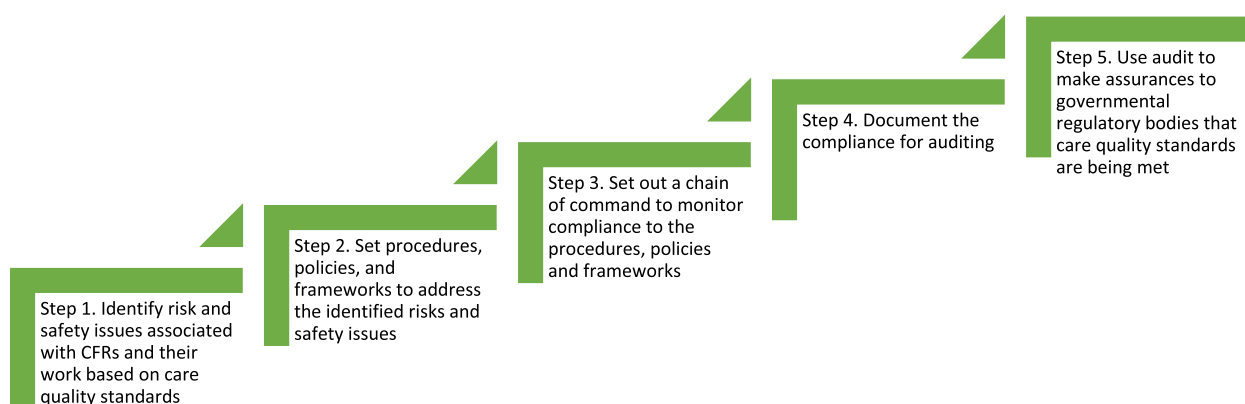 Step 1. Identify risk and
safety issues associated
with CFRs and their
work based on care
quality standards
Step 2. Set procedures,
policies, and
frameworks to address
the identified risks and
safety issues
Step 3. Set out a chain
of command to monitor
compliance to the
procedures, policies
and frameworks
Step 4. Document the
compliance for auditing
Step 5. Use audit to
make assurances to
governmental
regulatory bodies that
care quality standards
are being met